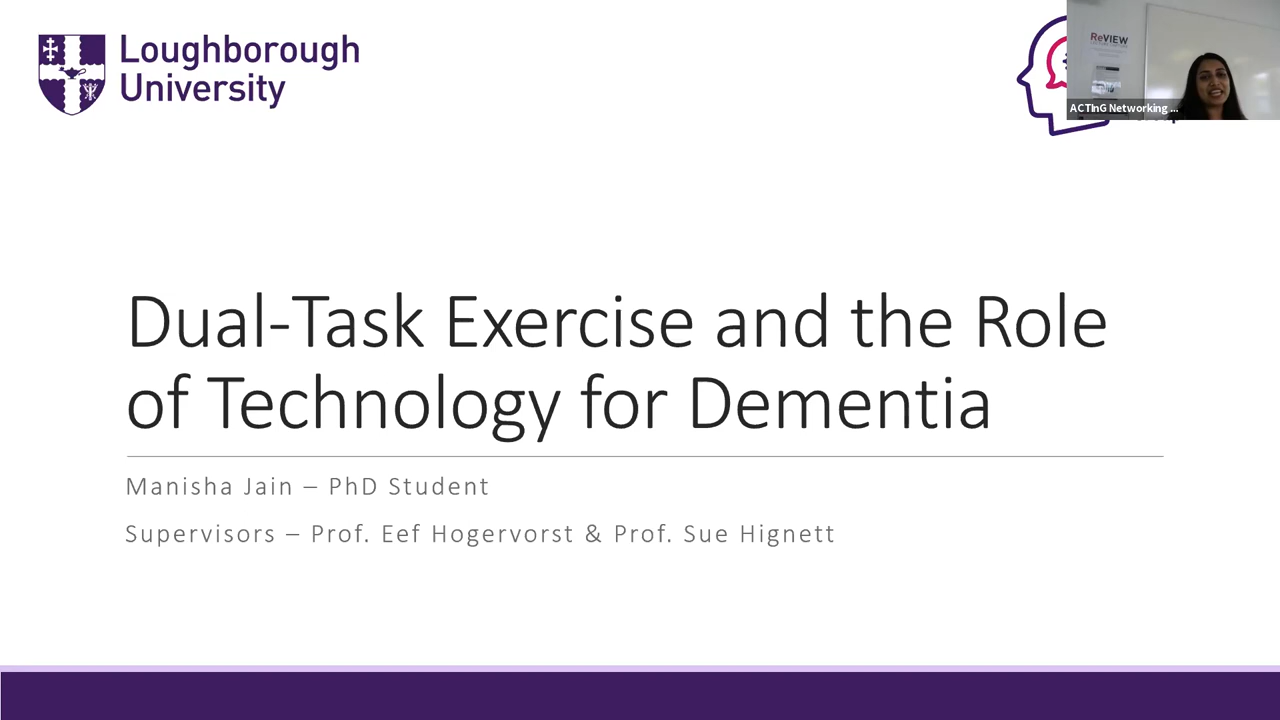 Loughborough
University
ReVIEW
ACTInG Networking ...
Dual-Task Exercise and the Role
of Technology for Dementia
Manisha Jain – PhD Student
Supervisors – Prof. Eef Hogervorst & Prof. Sue Hignett